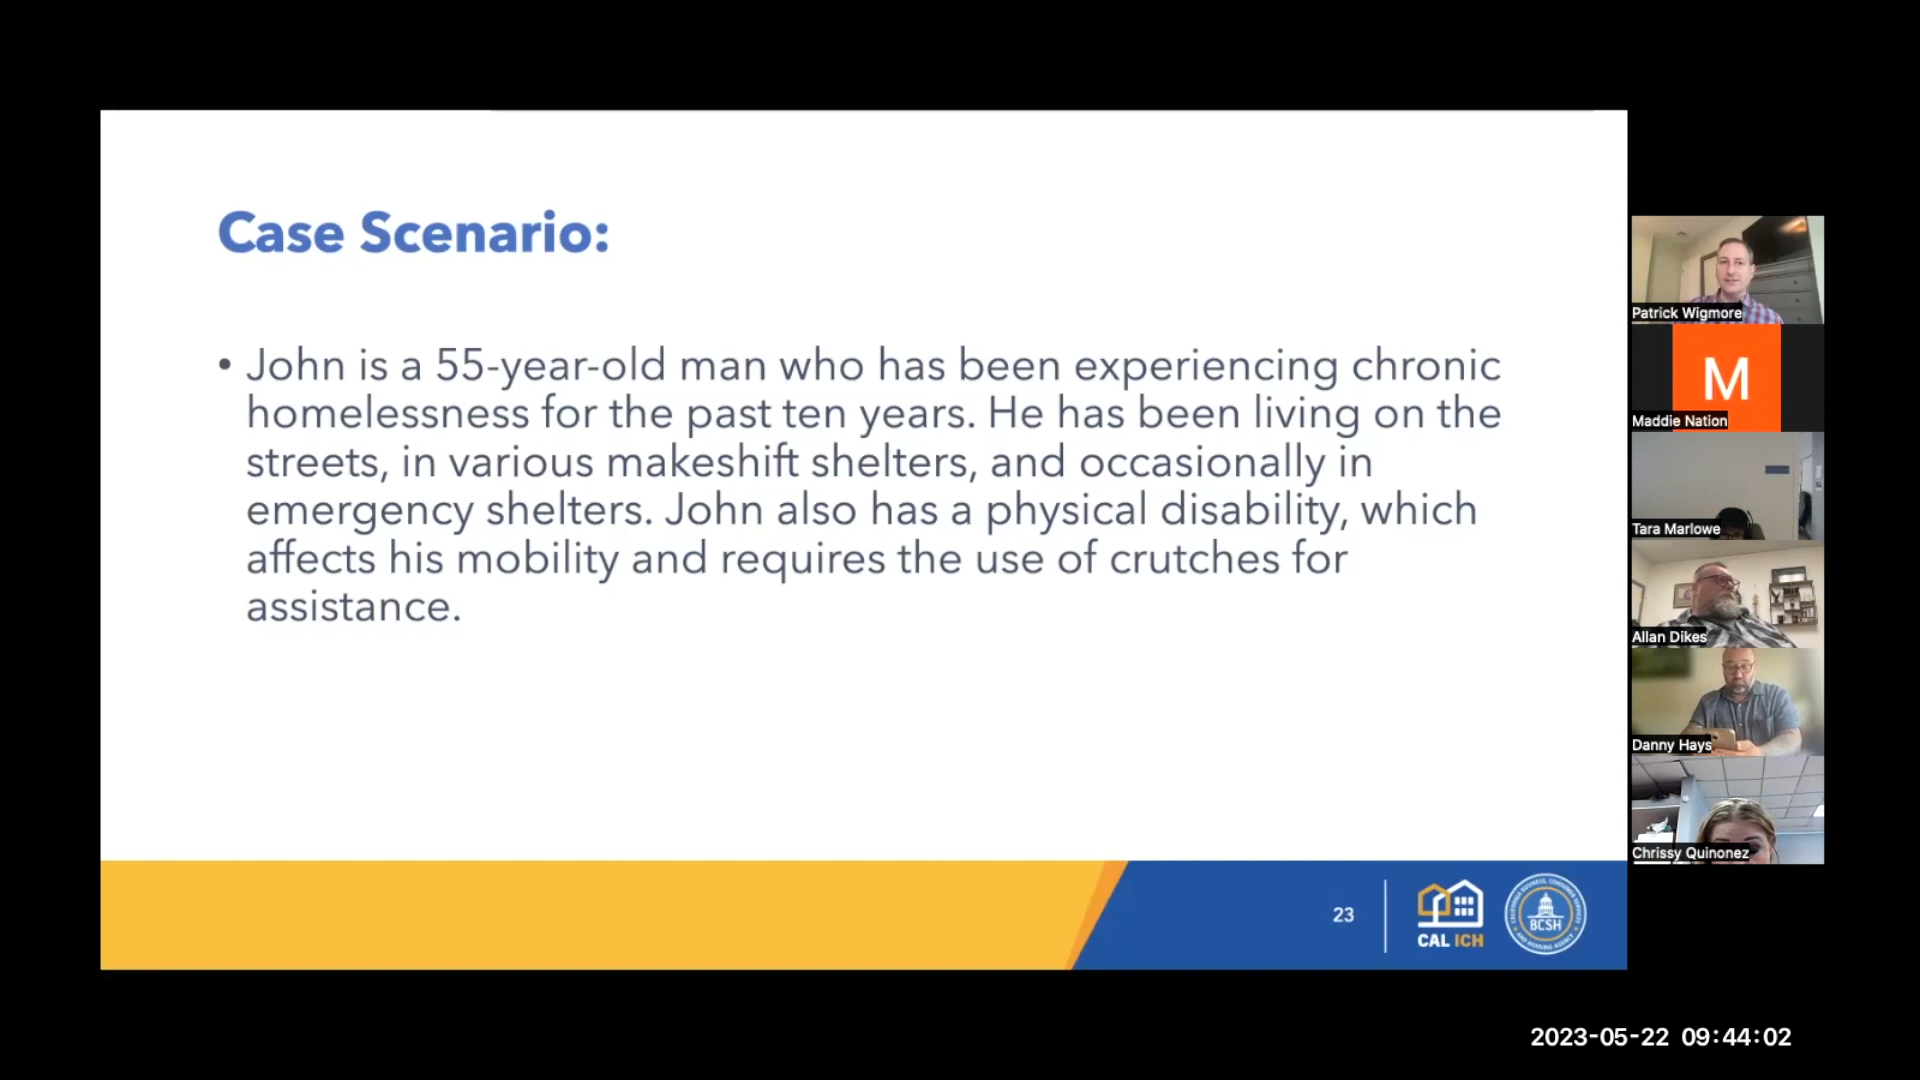 Case Scenario:
• John is a 55-year-old man who has been experiencing chronic
homelessness for the past ten years. He has been living on the
streets, in various makeshift shelters, and occasionally in
emergency shelters. John also has a physical disability, which
affects his mobility and requires the use of crutches for
assistance.
23
CAL ICH
BCSH
Patrick Wigmore
M
Maddie Nation
Tara Marlowe
Allan Dikes
Danny Hays
Chrissy Quinonez
2023-05-22 09:44:02